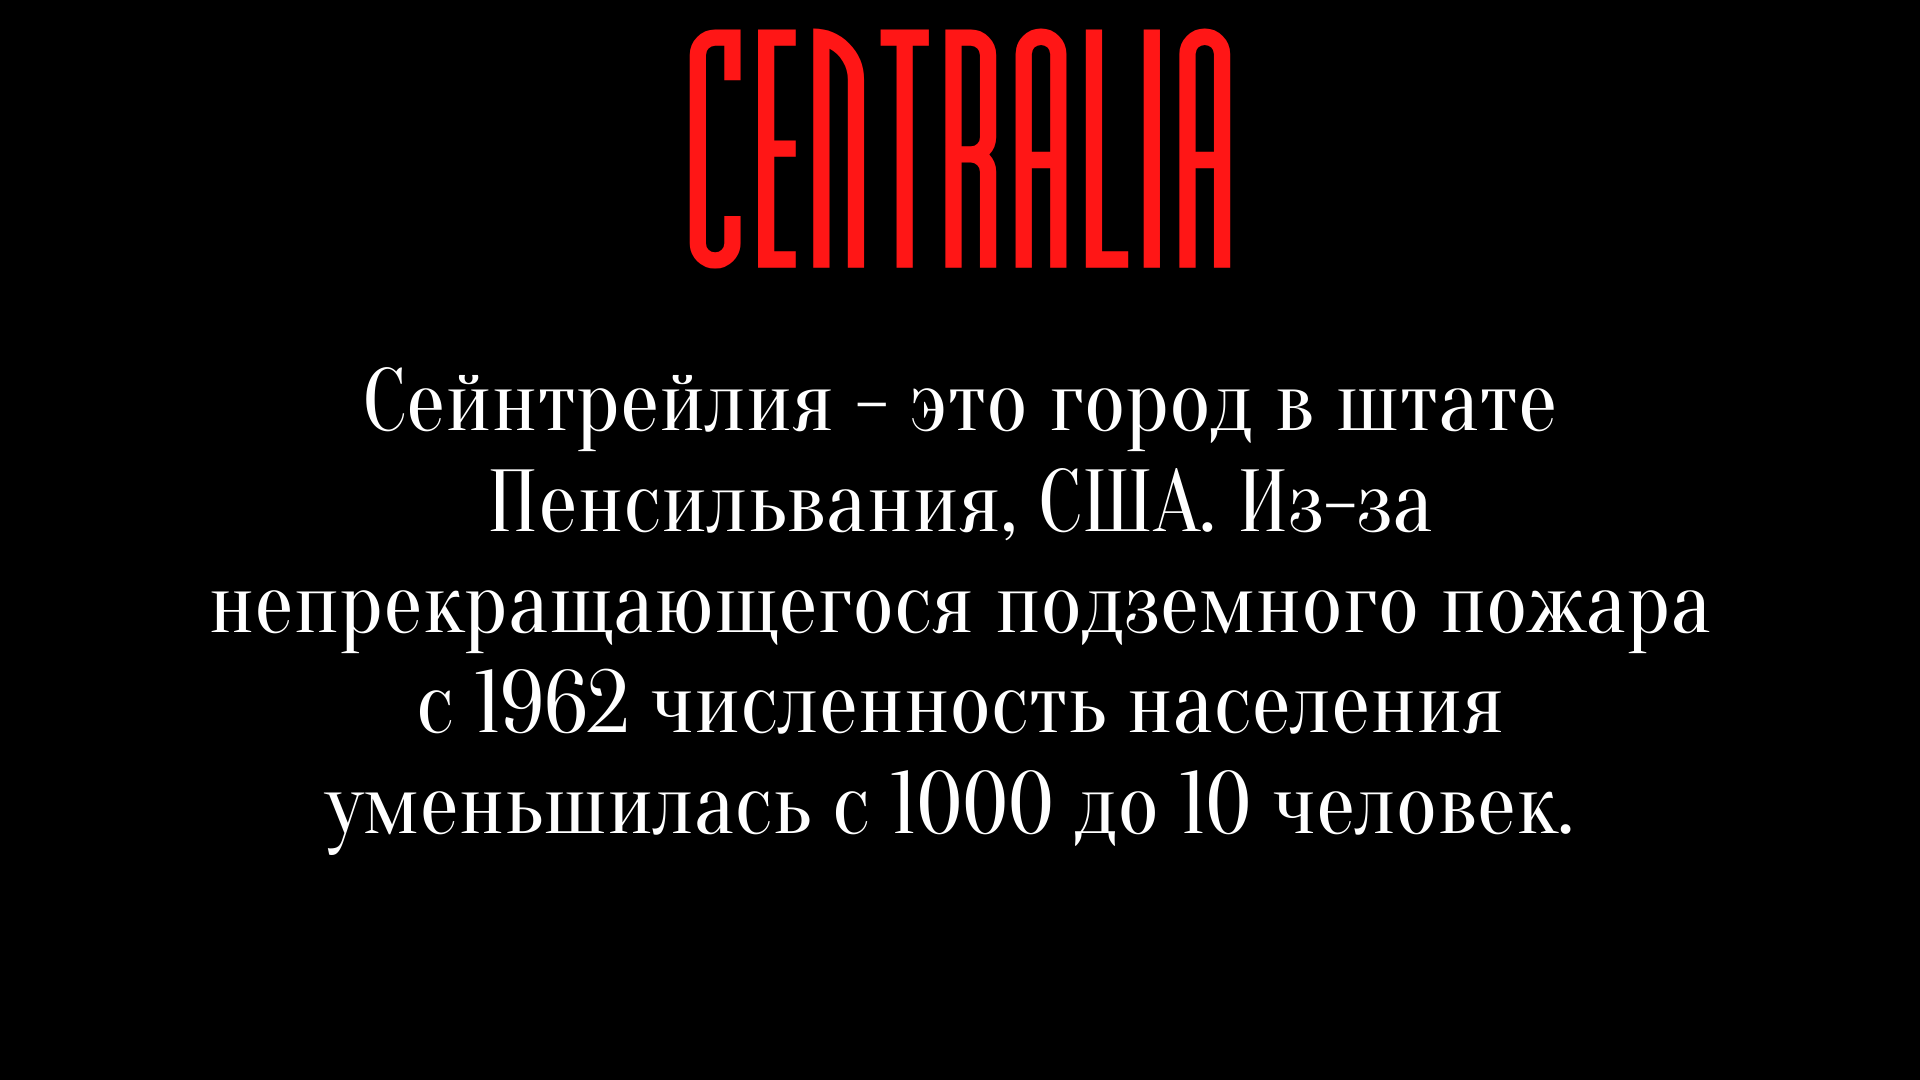 CENTRALIA
Сейнтрейлия - это город в штате
Пенсильвания, США. Из-за
непрекращающегося подземного пожара
с 1962 численность населения
уменьшилась с 1000 до 10 человек.